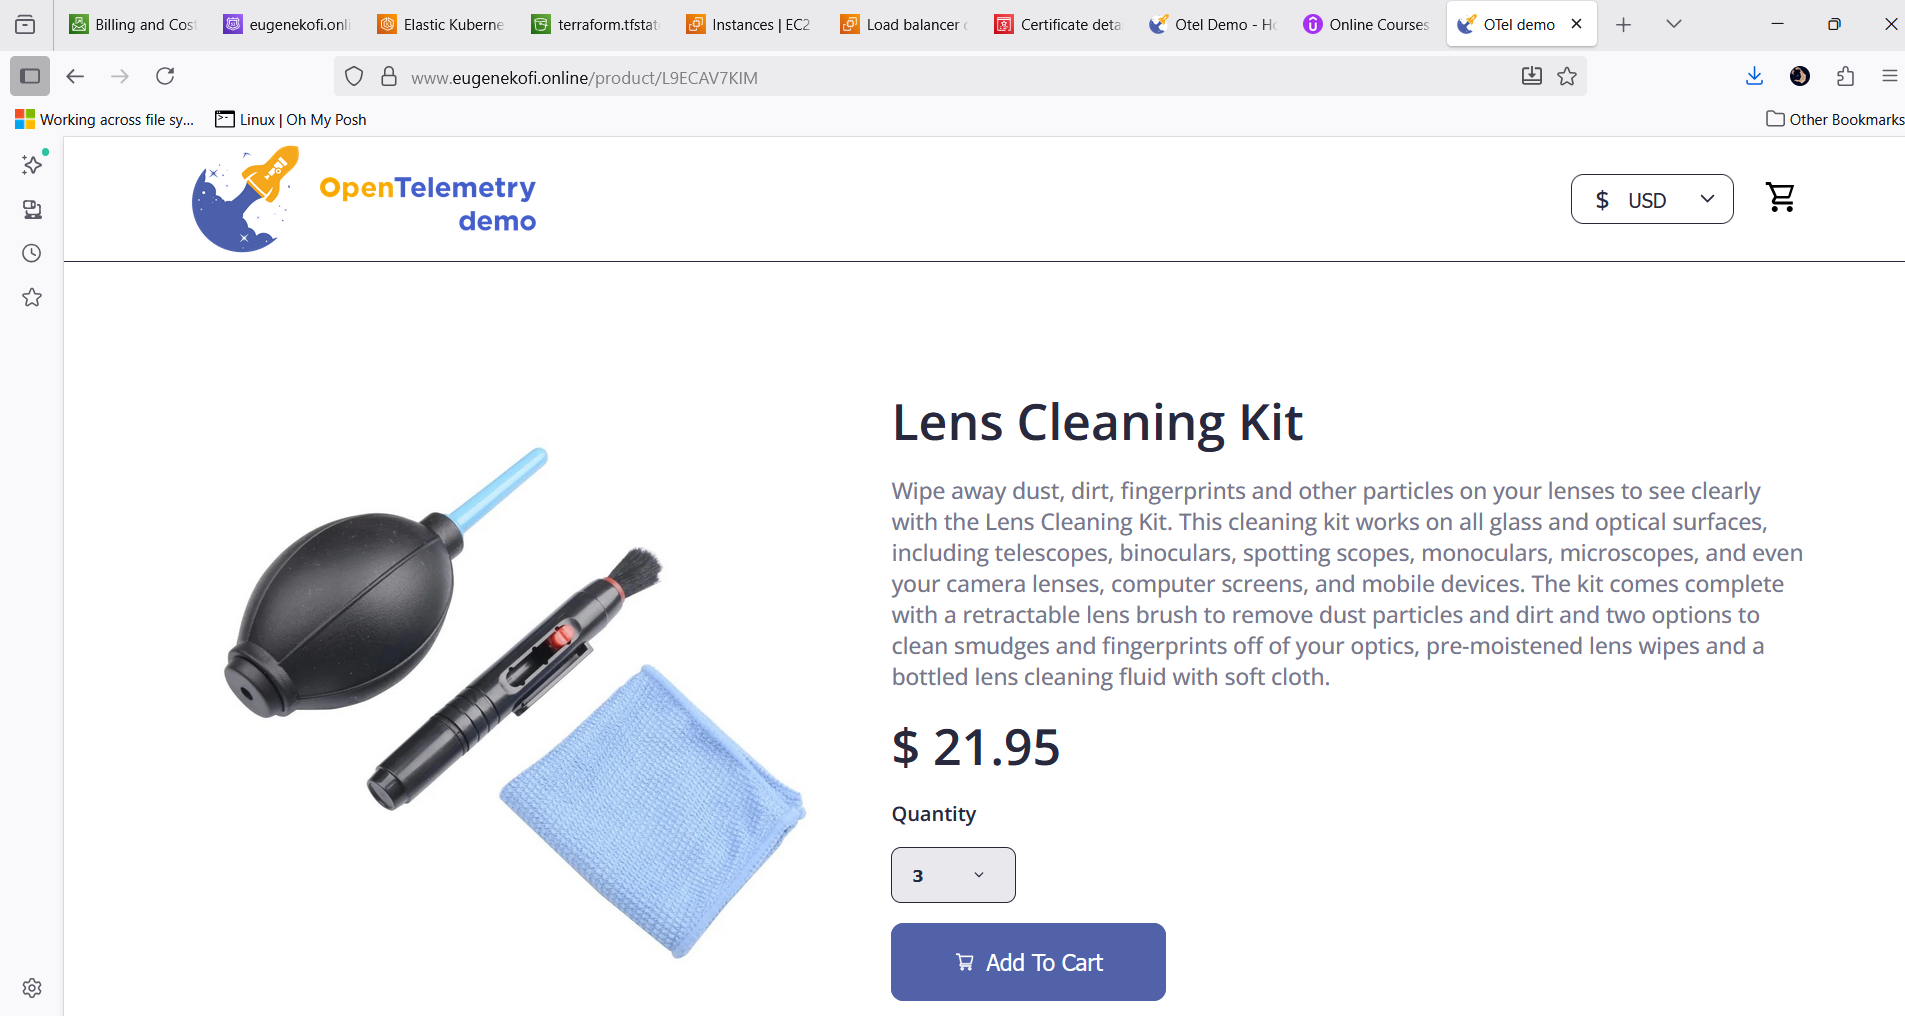 Billing and Cos
eugenekofi.onli
Elastic Kuberne
terraform.tfstat
Instances | EC2
Load balancer
Certificate deta
Otel Demo - Ho
Online Courses
OTel demo
www.eugenekofi.online/product/L9ECAV7KIM
Working across file sy...
Linux | Oh My Posh
Other Bookmarks
OpenTelemetry
demo
$ USD
Lens Cleaning Kit
Wipe away dust, dirt, fingerprints and other particles on your lenses to see clearly
with the Lens Cleaning Kit. This cleaning kit works on all glass and optical surfaces,
including telescopes, binoculars, spotting scopes, monoculars, microscopes, and even
your camera lenses, computer screens, and mobile devices. The kit comes complete
with a retractable lens brush to remove dust particles and dirt and two options to
clean smudges and fingerprints off of your optics, pre-moistened lens wipes and a
bottled lens cleaning fluid with soft cloth.
$ 21.95
Quantity
3
Add To Cart